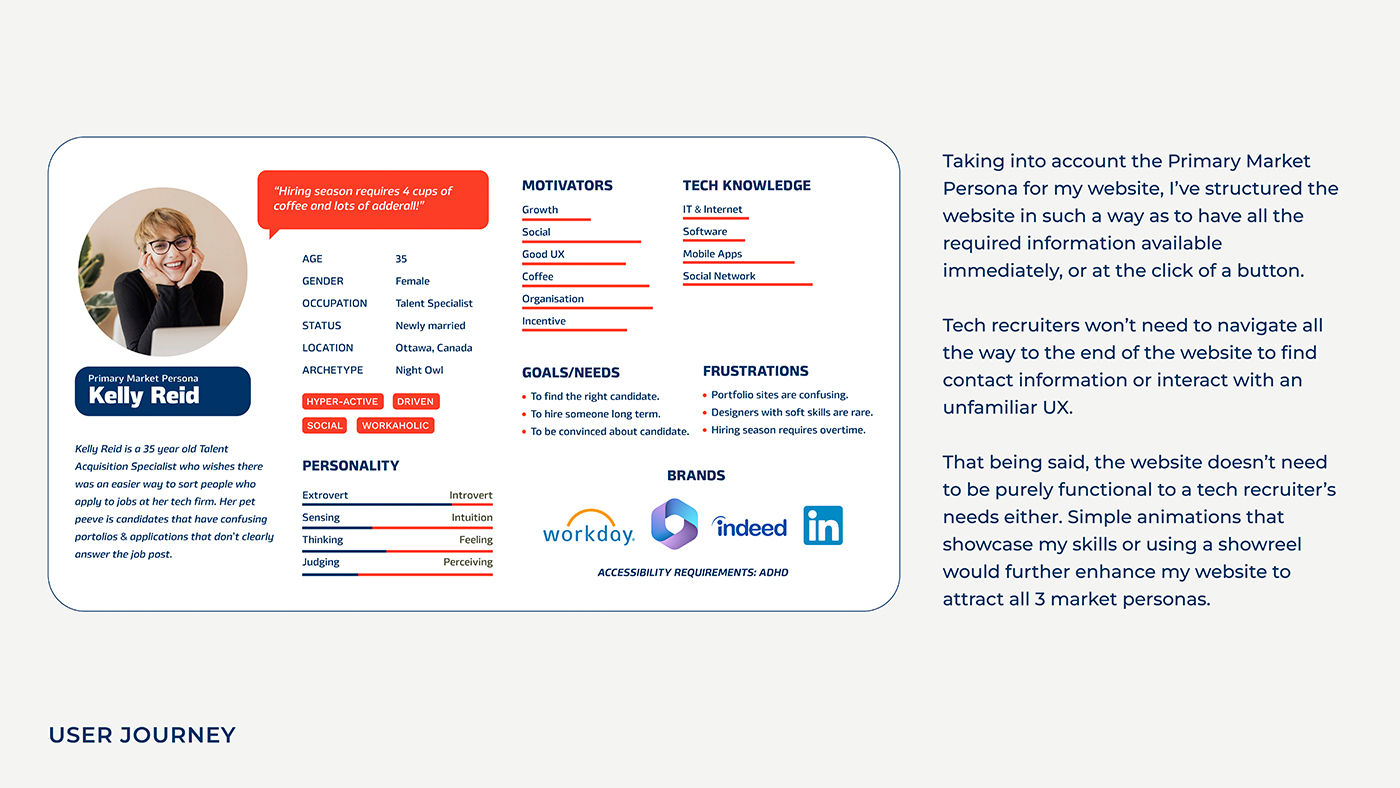 “Hiring season requires 4 cups of
coffee and lots of adderall!”
Primary Market Persona
Kelly Reid
Kelly Reid is a 35 year old Talent
Acquisition Specialist who wishes there
was an easier way to sort people who
apply to jobs at her tech firm. Her pet
peeve is candidates that have confusing
portolios & applications that don't clearly
answer the job post.
AGE 35
GENDER Female
OCCUPATION Talent Specialist
STATUS Newly married
LOCATION Ottawa, Canada
ARCHETYPE Night Owl
HYPER-ACTIVE DRIVEN
SOCIAL WORKAHOLIC
PERSONALITY
Extrovert Introvert
Sensing Intuition
Thinking Feeling
Judging Perceiving
MOTIVATORS
Growth
Social
Good UX
Coffee
Organisation
Incentive
TECH KNOWLEDGE
IT & Internet
Software
Mobile Apps
Social Network
GOALS/NEEDS
• To find the right candidate.
• To hire someone long term.
• To be convinced about candidate.
FRUSTRATIONS
• Portfolio sites are confusing.
• Designers with soft skills are rare.
• Hiring season requires overtime.
BRANDS
workday. indeed in
ACCESSIBILITY REQUIREMENTS: ADHD
Taking into account the Primary Market
Persona for my website, I’ve structured the
website in such a way as to have all the
required information available
immediately, or at the click of a button.
Tech recruiters won’t need to navigate all
the way to the end of the website to find
contact information or interact with an
unfamiliar UX.
That being said, the website doesn’t need
to be purely functional to a tech recruiter’s
needs either. Simple animations that
showcase my skills or using a showreel
would further enhance my website to
attract all 3 market personas.
USER JOURNEY